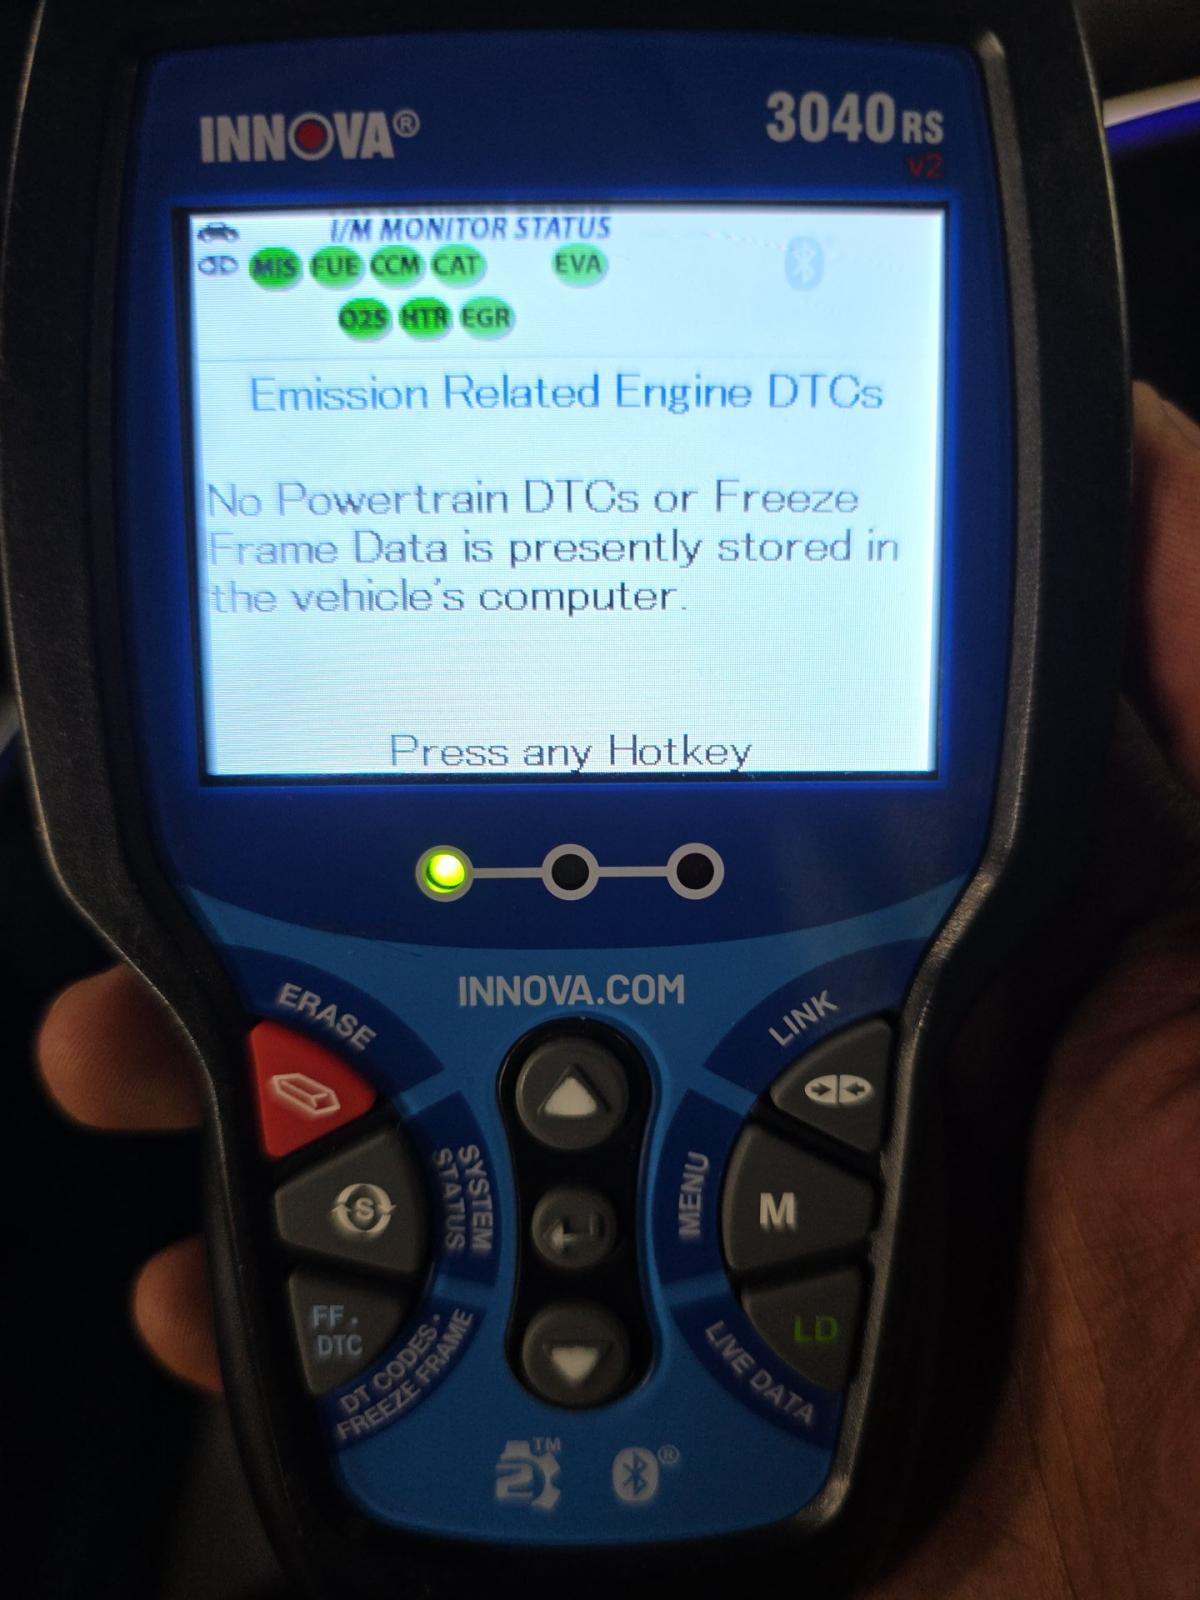 INNOVA®
3040RS
v2
I/M MONITOR STATUS
MIS FUE CCM CAT EVA
O2S HTR EGR
Emission Related Engine DTCs
No Powertrain DTCs or Freeze
Frame Data is presently stored in
the vehicle's computer.
Press any Hotkey
INNOVA.COM
ERASE
LINK
S
SYSTEM
STATUS
MENU
M
FF.
DTC
DT CODES •
FREEZE FRAME
LIVE DATA
LD
2
TM
®